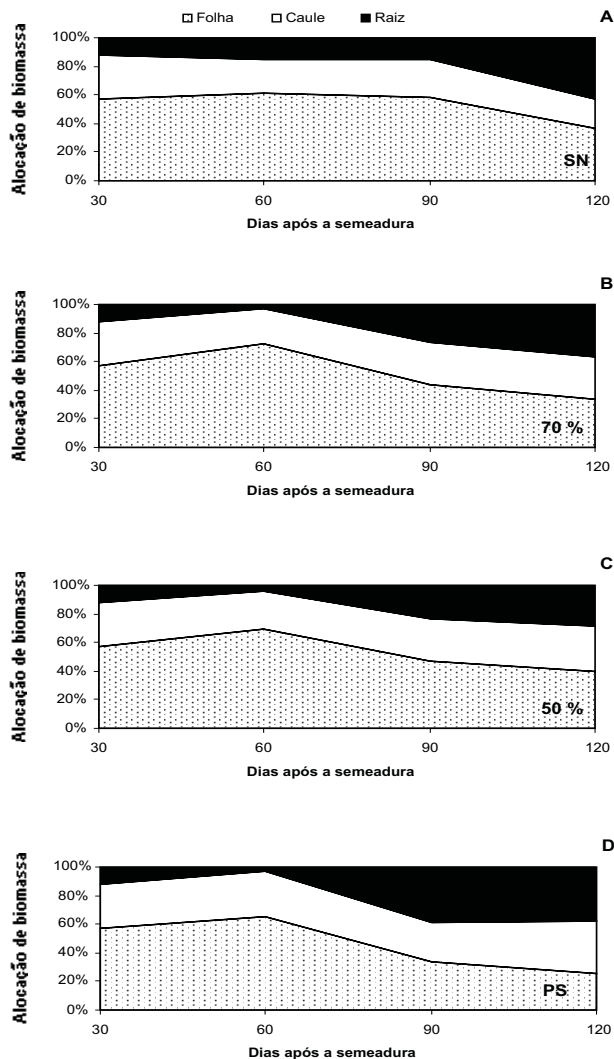 Folha Caule Raiz
A
Alocação de biomassa
100%
80%
60%
40%
20%
0%
SN
30 60 90 120
Dias após a semeadura
B
Alocação de biomassa
100%
80%
60%
40%
20%
0%
70 %
30 60 90 120
Dias após a semeadura
C
Alocação de biomassa
100%
80%
60%
40%
20%
0%
50 %
30 60 90 120
Dias após a semeadura
D
Alocação de biomassa
100%
80%
60%
40%
20%
0%
PS
30 60 90 120
Dias após a semeadura